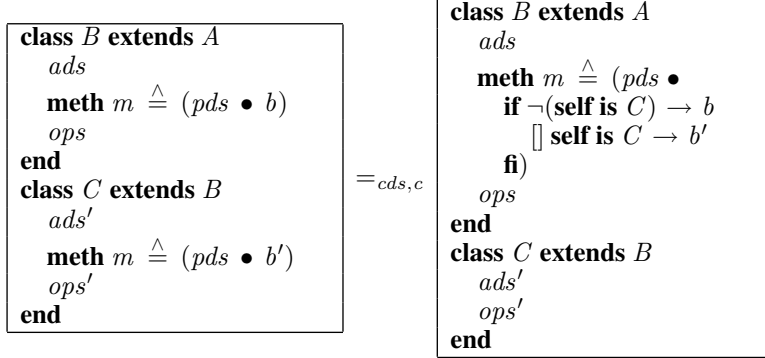 class B extends A
ads
meth m ≙ (pds • b)
ops
end
class C extends B
ads′
meth m ≙ (pds • b′)
ops′
end
=cds,c
class B extends A
ads
meth m ≙ (pds •
if ¬(self is C) → b
[] self is C → b′
fi)
ops
end
class C extends B
ads′
ops′
end